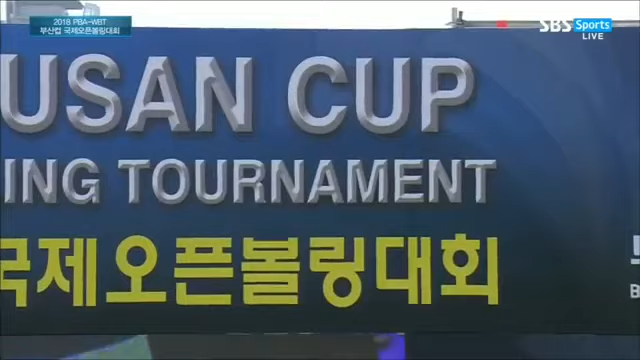 2018 PBA-WBT
부산컵 국제오픈볼링대회
SBS Sports
LIVE
USAN CUP
ING TOURNAMENT
국제오픈볼링대회